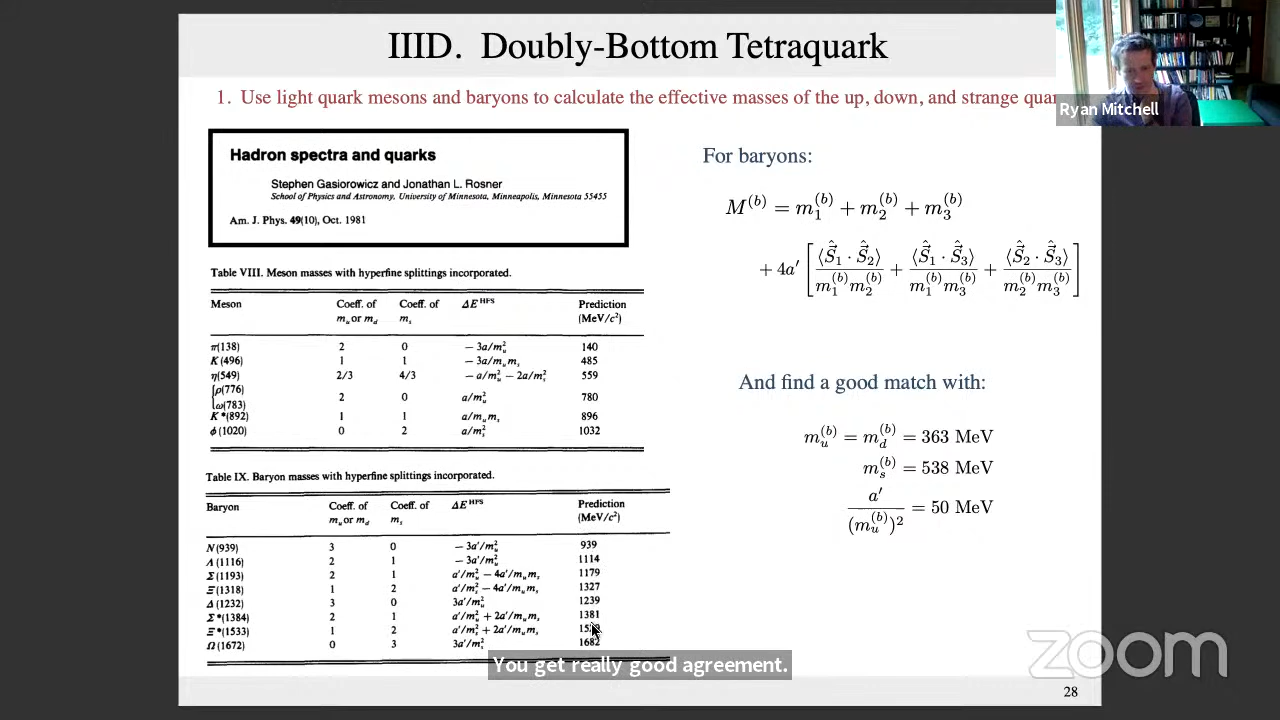 IIID. Doubly-Bottom Tetraquark
1. Use light quark mesons and baryons to calculate the effective masses of the up, down, and strange
Ryan Mitchell
Hadron spectra and quarks
Stephen Gasiorowicz and Jonathan L. Rosner
School of Physics and Astronomy, University of Minnesota, Minneapolis, Minnesota 55455
Am. J. Phys. 49(10), Oct. 1981
Table VIII. Meson masses with hyperfine splittings incorporated.
Meson Coeff. of m_u or m_d Coeff. of m_s ΔE^HFS Prediction (MeV/c²)
π(138) 2 0 − 3a/m_u² 140
K(496) 1 1 − 3a/m_u m_s 485
η(549) 2/3 4/3 − a/m_u² − 2a/m_s² 559
{ρ(776)
ω(783) 2 0 a/m_u² 780
K*(892) 1 1 a/m_u m_s 896
φ(1020) 0 2 a/m_s² 1032
Table IX. Baryon masses with hyperfine splittings incorporated.
Baryon Coeff. of m_u or m_d Coeff. of m_s ΔE^HFS Prediction (MeV/c²)
N(939) 3 0 − 3a′/m_u² 939
Λ(1116) 2 1 − 3a′/m_u² 1114
Σ(1193) 2 1 a′/m_u² − 4a′/m_u m_s 1179
Ξ(1318) 1 2 a′/m_s² − 4a′/m_u m_s 1327
Δ(1232) 3 0 3a′/m_u² 1239
Σ*(1384) 2 1 a′/m_u² + 2a′/m_u m_s 1381
Ξ*(1533) 1 2 a′/m_s² + 2a′/m_u m_s
Ω(1672) 0 3 3a′/m_s² 1682
For baryons:
M^(b) = m_1^(b) + m_2^(b) + m_3^(b)
+ 4a′ [ ⟨Ŝ_1 · Ŝ_2⟩/(m_1^(b) m_2^(b)) + ⟨Ŝ_1 · Ŝ_3⟩/(m_1^(b) m_3^(b)) + ⟨Ŝ_2 · Ŝ_3⟩/(m_2^(b) m_3^(b)) ]
And find a good match with:
m_u^(b) = m_d^(b) = 363 MeV
m_s^(b) = 538 MeV
a′/(m_u^(b))² = 50 MeV
You get really good agreement.
zoom
28